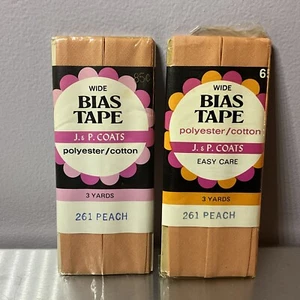 85¢
WIDE
BIAS
TAPE
J. & P. COATS
polyester/cotton
3 YARDS
261 PEACH
WIDE
BIAS
TAPE
polyester/cotton
J. & P. COATS
EASY CARE
3 YARDS
261 PEACH